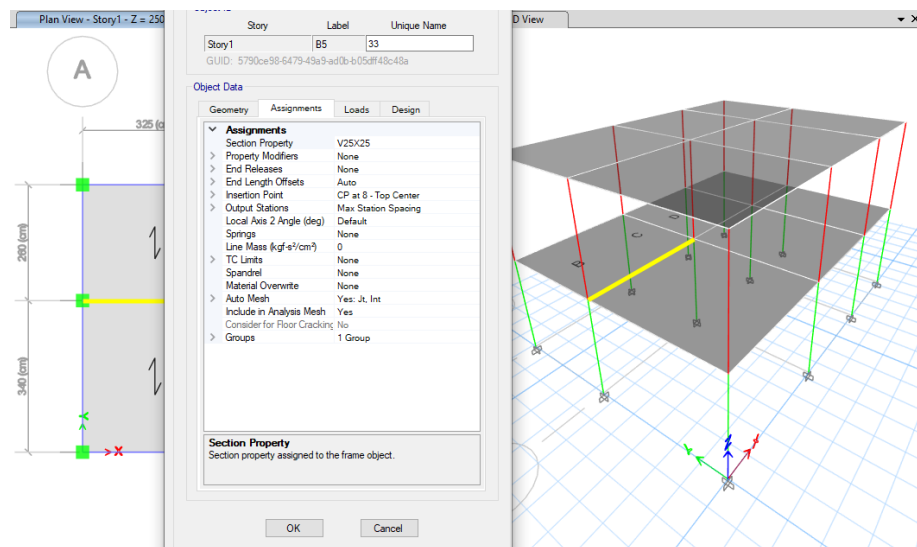 Plan View - Story1 - Z = 250
D View
Object ID
Story Label Unique Name
Story1 B5 33
GUID: 5790ce98-6479-49a9-ad0b-b05dff48c48a
Object Data
Geometry Assignments Loads Design
Assignments
Section Property V25X25
Property Modifiers None
End Releases None
End Length Offsets Auto
Insertion Point CP at 8 - Top Center
Output Stations Max Station Spacing
Local Axis 2 Angle (deg) Default
Springs None
Line Mass (kgf-s²/cm²) 0
TC Limits None
Spandrel None
Material Overwrite None
Auto Mesh Yes: Jt, Int
Include in Analysis Mesh Yes
Consider for Floor Cracking No
Groups 1 Group
Section Property
Section property assigned to the frame object.
OK Cancel
A
325 (c
260 (cm)
340 (cm)
Y
X
D
C
B
Y
Z
X